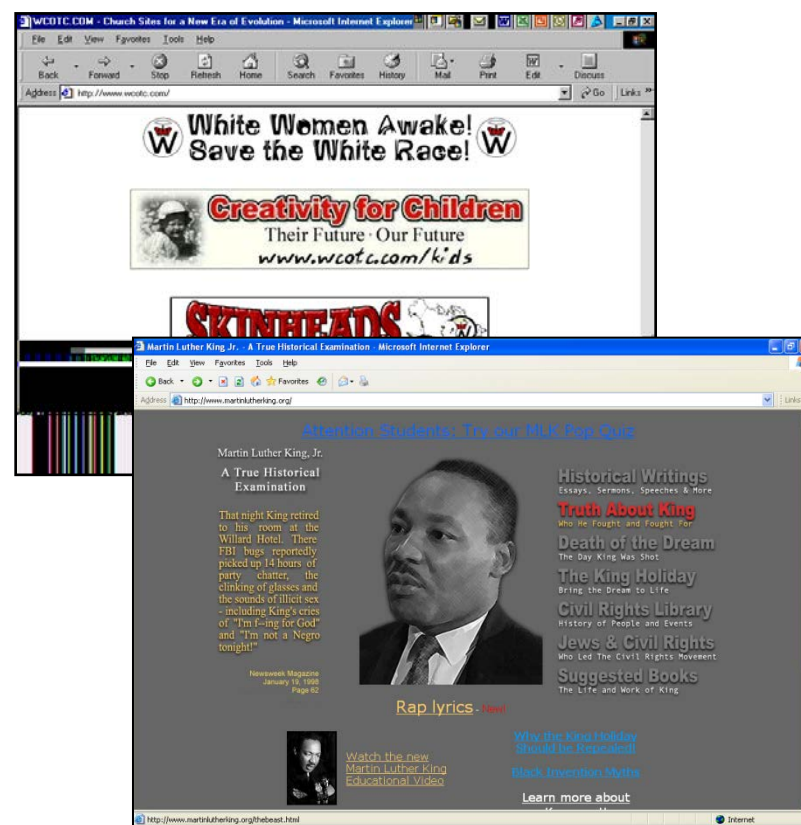 WCOTC.COM - Church Sites for a New Era of Evolution - Microsoft Internet Explorer
File Edit View Favorites Tools Help
Back Forward Stop Refresh Home Search Favorites History Mail Print Edit Discuss
Address http://www.wcotc.com/ Go Links »
White Women Awake!
Save the White Race!
W W
Creativity for Children
Their Future · Our Future
www.wcotc.com/kids
SKINHEADS
Martin Luther King Jr. - A True Historical Examination - Microsoft Internet Explorer
File Edit View Favorites Tools Help
Back Favorites
Address http://www.martinlutherking.org/ Links
Attention Students: Try our MLK Pop Quiz
Martin Luther King, Jr.
A True Historical
Examination
That night King retired
to his room at the
Willard Hotel. There
FBI bugs reportedly
picked up 14 hours of
party chatter, the
clinking of glasses and
the sounds of illicit sex
- including King's cries
of "I'm f--ing for God"
and "I'm not a Negro
tonight!"
Newsweek Magazine
January 19, 1998
Page 62
Historical Writings
Essays, Sermons, Speeches & More
Truth About King
Who He Fought and Fought For
Death of the Dream
The Day King Was Shot
The King Holiday
Bring the Dream to Life
Civil Rights Library
History of People and Events
Jews & Civil Rights
Who Led The Civil Rights Movement
Suggested Books
The Life and Work of King
Rap lyrics - New!
Watch the new
Martin Luther King
Educational Video
Why the King Holiday
Should be Repealed!
Black Invention Myths
Learn more about
http://www.martinlutherking.org/thebeast.html Internet